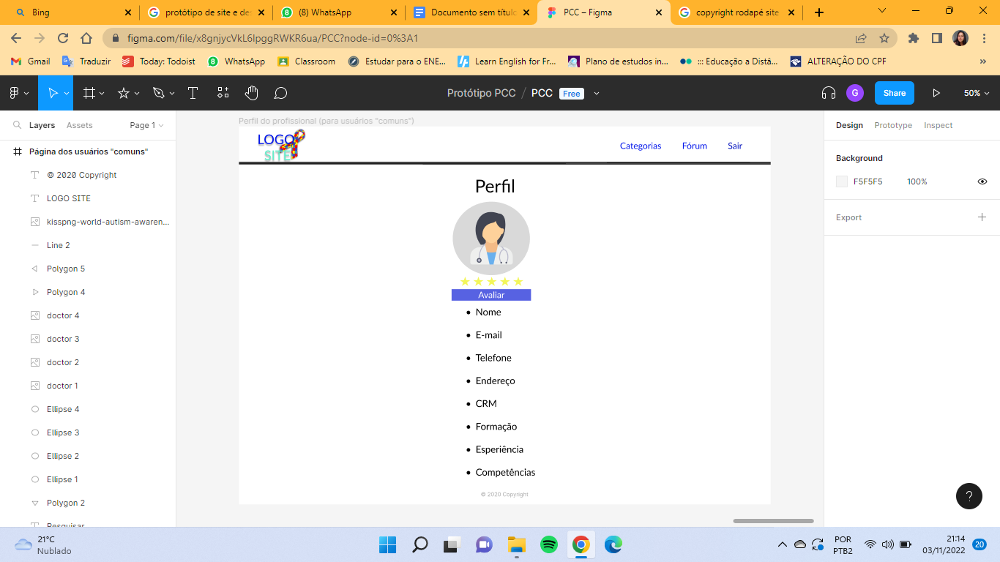 Bing
protótipo de site e de
(8) WhatsApp
Documento sem títul
PCC – Figma
copyright rodapé site
figma.com/file/x8gnjycVkL6IpggRWKR6ua/PCC?node-id=0%3A1
Gmail
Traduzir
Today: Todoist
WhatsApp
Classroom
Estudar para o ENE...
Learn English for Fr...
Plano de estudos in...
::: Educação a Distâ...
ALTERAÇÃO DO CPF
»
Protótipo PCC / PCC Free
G
Share
50%
Layers
Assets
Page 1
Página dos usuários "comuns"
© 2020 Copyright
LOGO SITE
kisspng-world-autism-awaren...
Line 2
Polygon 5
Polygon 4
doctor 4
doctor 3
doctor 2
doctor 1
Ellipse 4
Ellipse 3
Ellipse 2
Ellipse 1
Polygon 2
Pesquisar
Perfil do profissional (para usuários "comuns")
LOGO
SITE
Categorias
Fórum
Sair
Perfil
Avaliar
• Nome
• E-mail
• Telefone
• Endereço
• CRM
• Formação
• Esperiência
• Competências
© 2020 Copyright
Design
Prototype
Inspect
Background
F5F5F5
100%
Export
?
21°C
Nublado
POR
PTB2
21:14
03/11/2022
20